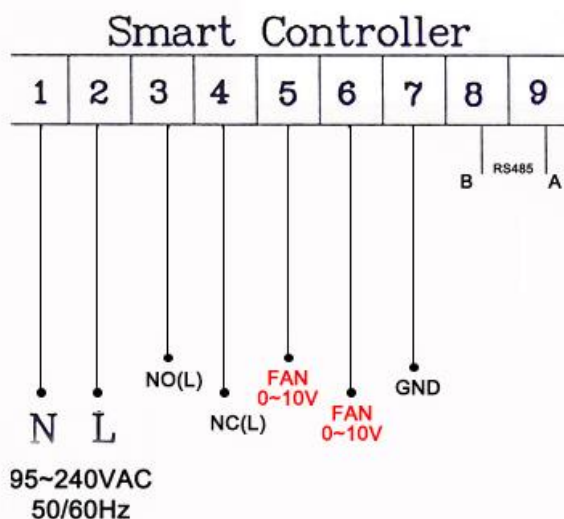 Smart Controller
1 2 3 4 5 6 7 8 9
B RS485 A
NO(L)
NC(L)
FAN
0~10V
FAN
0~10V
GND
N L
95~240VAC
50/60Hz